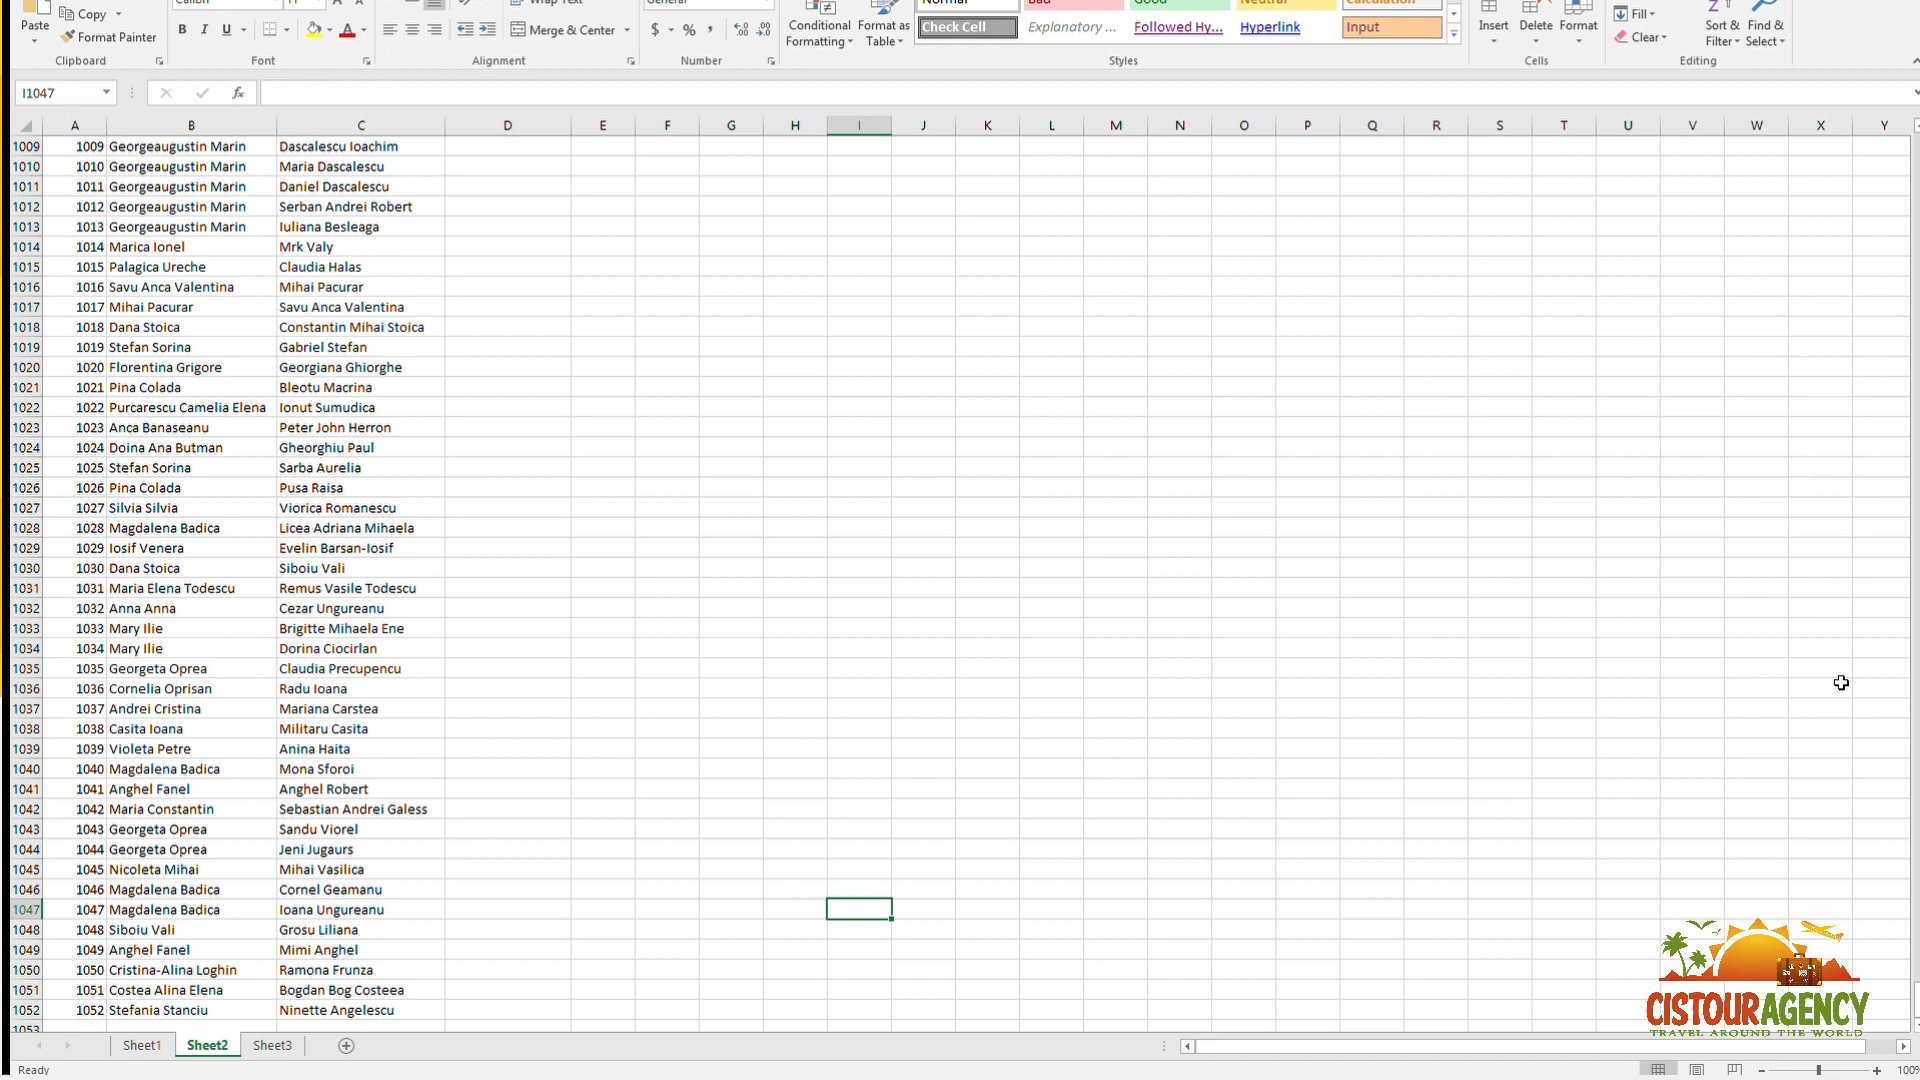 Paste
Copy
Format Painter
Clipboard
B I U
Font
Wrap Text
Merge & Center
Alignment
General
$ % ,
Number
Conditional Formatting
Format as Table
Normal Bad Good Neutral Calculation
Check Cell Explanatory ... Followed Hy... Hyperlink Input
Styles
Insert Delete Format
Cells
Fill
Clear
Sort & Filter
Find & Select
Editing
I1047
fx
A B C D E F G H I J K L M N O P Q R S T U V W X Y
1009 1009 Georgeaugustin Marin Dascalescu Ioachim
1010 1010 Georgeaugustin Marin Maria Dascalescu
1011 1011 Georgeaugustin Marin Daniel Dascalescu
1012 1012 Georgeaugustin Marin Serban Andrei Robert
1013 1013 Georgeaugustin Marin Iuliana Besleaga
1014 1014 Marica Ionel Mrk Valy
1015 1015 Palagica Ureche Claudia Halas
1016 1016 Savu Anca Valentina Mihai Pacurar
1017 1017 Mihai Pacurar Savu Anca Valentina
1018 1018 Dana Stoica Constantin Mihai Stoica
1019 1019 Stefan Sorina Gabriel Stefan
1020 1020 Florentina Grigore Georgiana Ghiorghe
1021 1021 Pina Colada Bleotu Macrina
1022 1022 Purcarescu Camelia Elena Ionut Sumudica
1023 1023 Anca Banaseanu Peter John Herron
1024 1024 Doina Ana Butman Gheorghiu Paul
1025 1025 Stefan Sorina Sarba Aurelia
1026 1026 Pina Colada Pusa Raisa
1027 1027 Silvia Silvia Viorica Romanescu
1028 1028 Magdalena Badica Licea Adriana Mihaela
1029 1029 Iosif Venera Evelin Barsan-Iosif
1030 1030 Dana Stoica Siboiu Vali
1031 1031 Maria Elena Todescu Remus Vasile Todescu
1032 1032 Anna Anna Cezar Ungureanu
1033 1033 Mary Ilie Brigitte Mihaela Ene
1034 1034 Mary Ilie Dorina Ciocirlan
1035 1035 Georgeta Oprea Claudia Precupencu
1036 1036 Cornelia Oprisan Radu Ioana
1037 1037 Andrei Cristina Mariana Carstea
1038 1038 Casita Ioana Militaru Casita
1039 1039 Violeta Petre Anina Haita
1040 1040 Magdalena Badica Mona Sforoi
1041 1041 Anghel Fanel Anghel Robert
1042 1042 Maria Constantin Sebastian Andrei Galess
1043 1043 Georgeta Oprea Sandu Viorel
1044 1044 Georgeta Oprea Jeni Jugaurs
1045 1045 Nicoleta Mihai Mihai Vasilica
1046 1046 Magdalena Badica Cornel Geamanu
1047 1047 Magdalena Badica Ioana Ungureanu
1048 1048 Siboiu Vali Grosu Liliana
1049 1049 Anghel Fanel Mimi Anghel
1050 1050 Cristina-Alina Loghin Ramona Frunza
1051 1051 Costea Alina Elena Bogdan Bog Costeea
1052 1052 Stefania Stanciu Ninette Angelescu
1053
CISTOURAGENCY
TRAVEL AROUND THE WORLD
Sheet1 Sheet2 Sheet3
Ready
100%